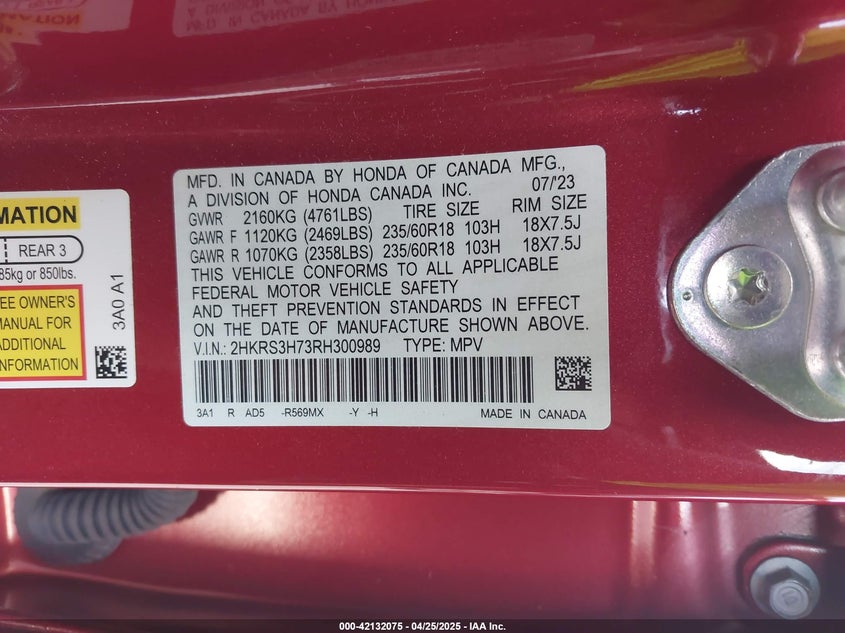 MFD. IN CANADA BY HONDA OF CANADA MFG.,
A DIVISION OF HONDA CANADA INC. 07/'23
GVWR 2160KG (4761LBS) TIRE SIZE RIM SIZE
GAWR F 1120KG (2469LBS) 235/60R18 103H 18X7.5J
GAWR R 1070KG (2358LBS) 235/60R18 103H 18X7.5J
THIS VEHICLE CONFORMS TO ALL APPLICABLE
FEDERAL MOTOR VEHICLE SAFETY
AND THEFT PREVENTION STANDARDS IN EFFECT
ON THE DATE OF MANUFACTURE SHOWN ABOVE.
V.I.N.: 2HKRS3H73RH300989 TYPE: MPV
3A1 R AD5 -R569MX -Y -H MADE IN CANADA
REAR 3
85kg or 850lbs.
OWNER'S
MANUAL FOR
ADDITIONAL
3A0 A1
000-42132075 - 04/25/2025 - IAA Inc.